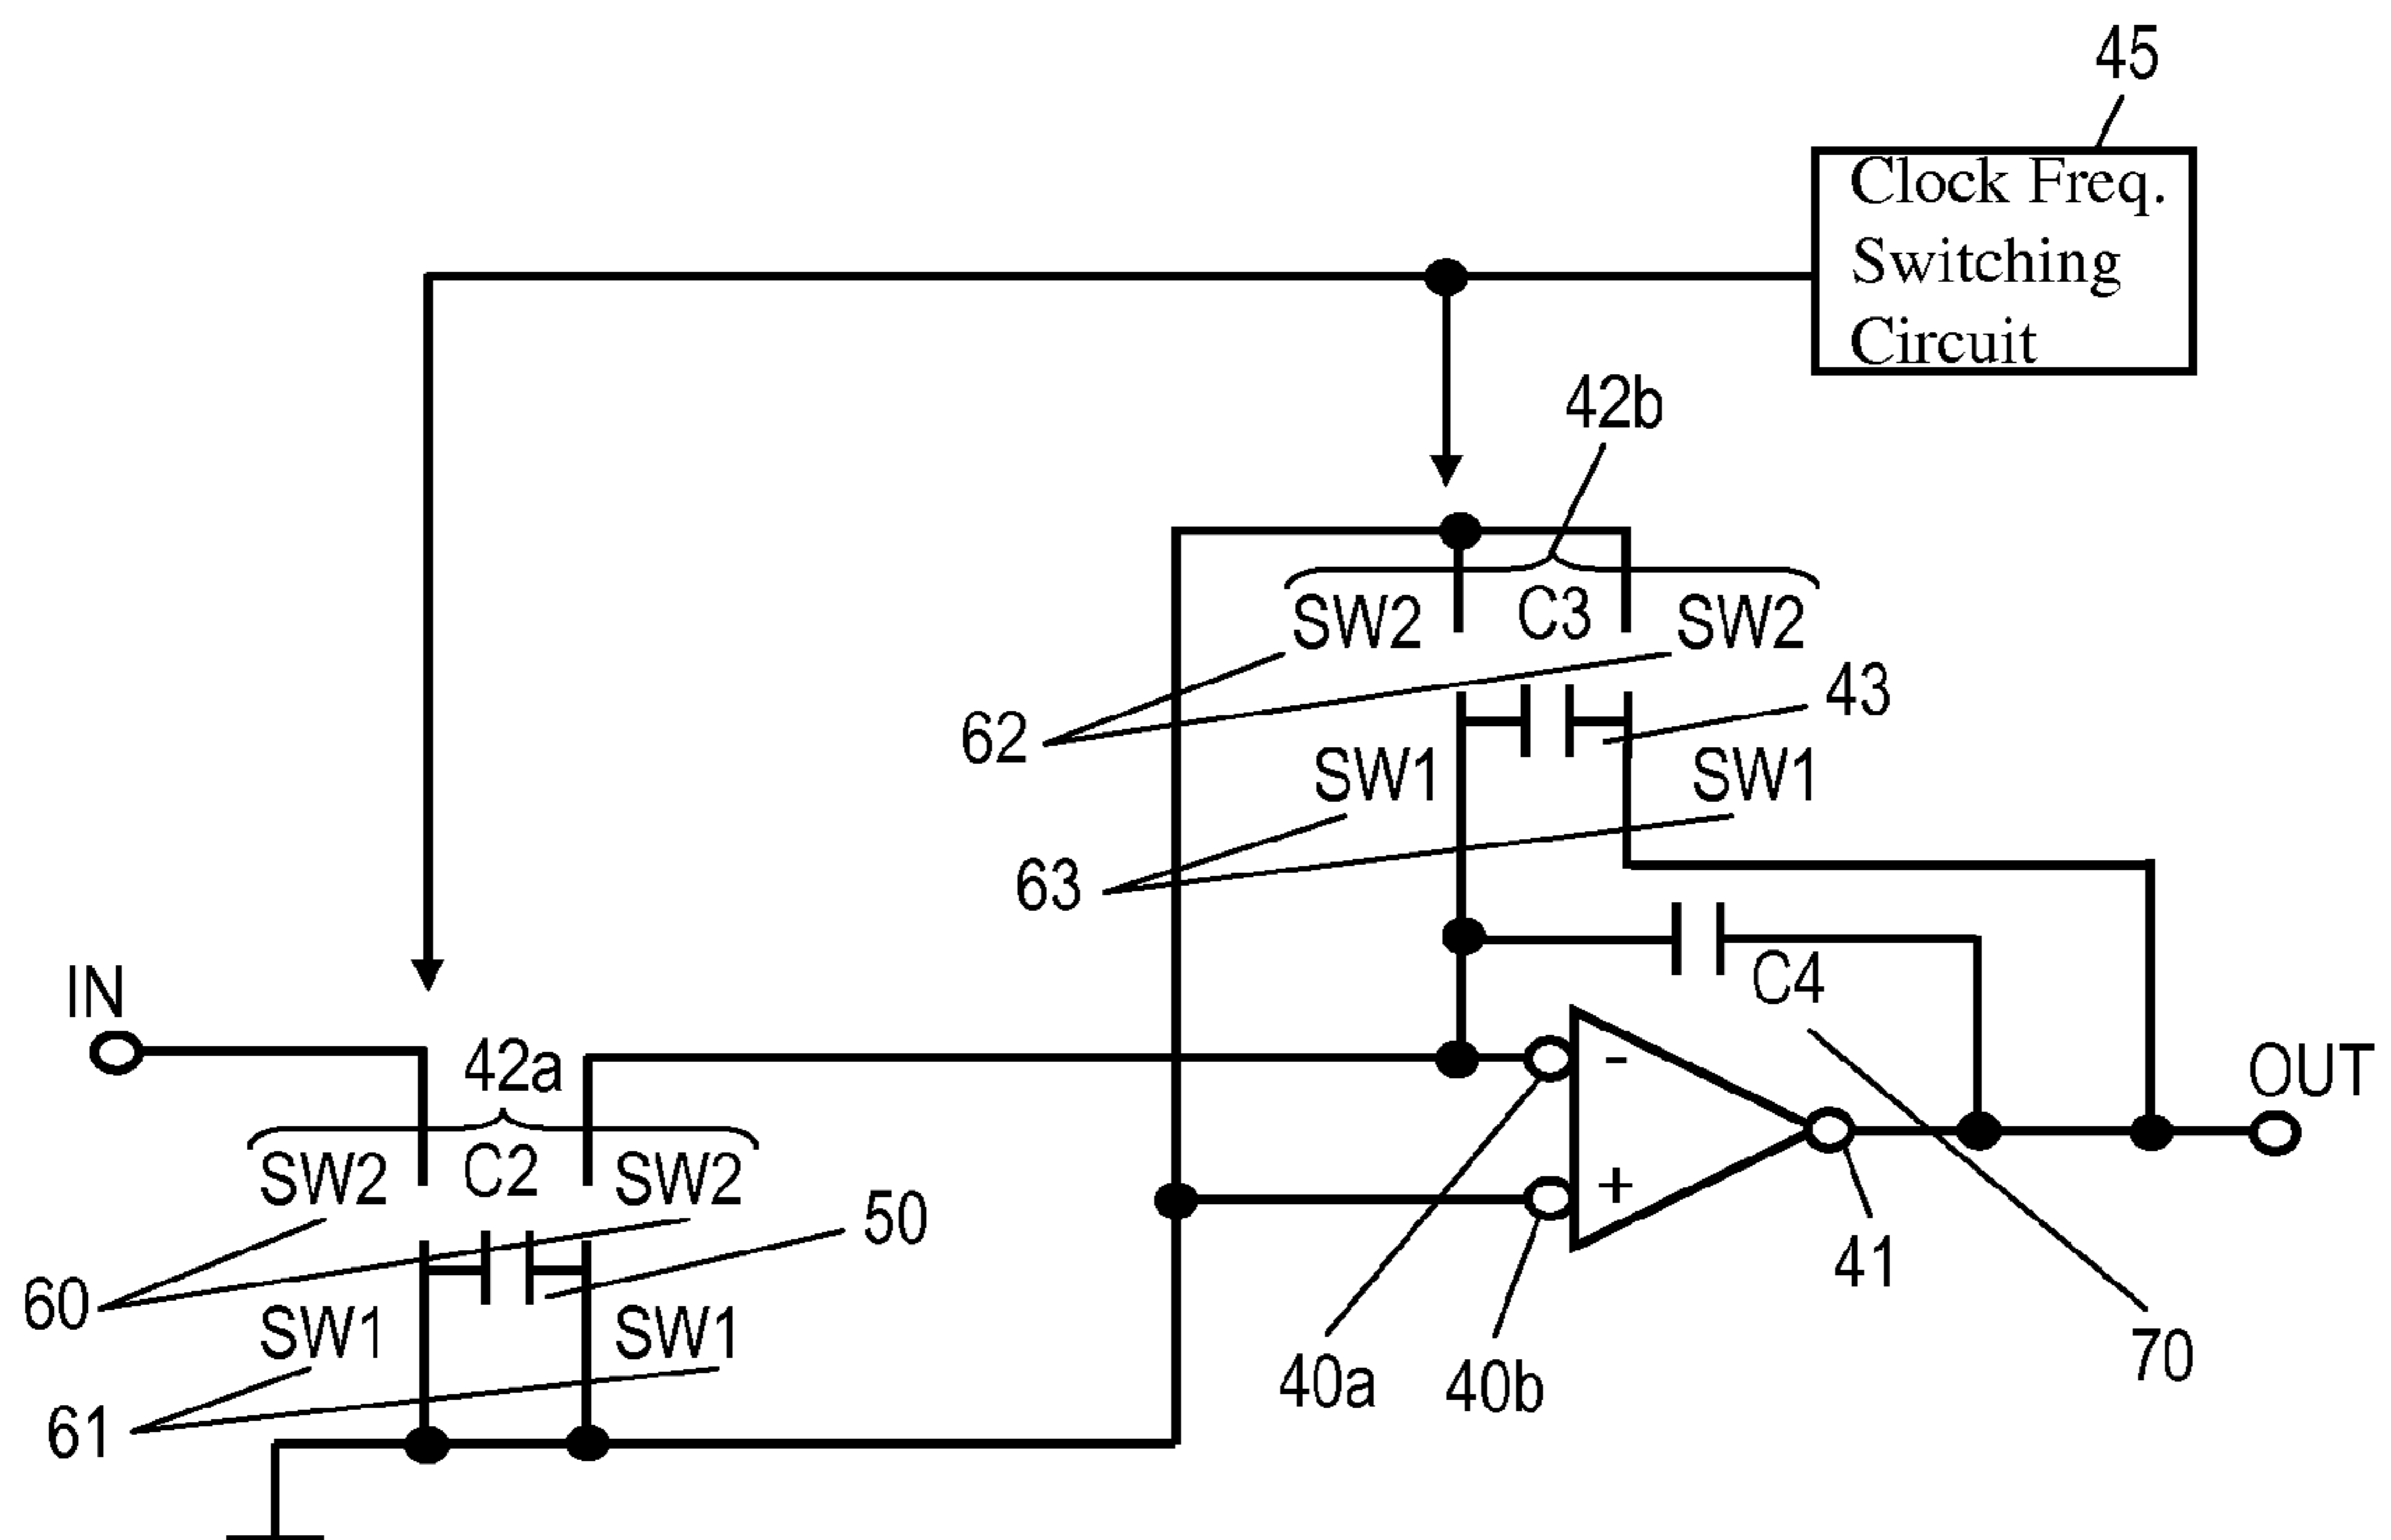 45
Clock Freq.
Switching
Circuit
42b
SW2 C3 SW2
43
62
SW1 SW1
63
IN
C4
42a
-
OUT
SW2 C2 SW2
+
50
41
60
SW1 SW1
70
40a 40b
61